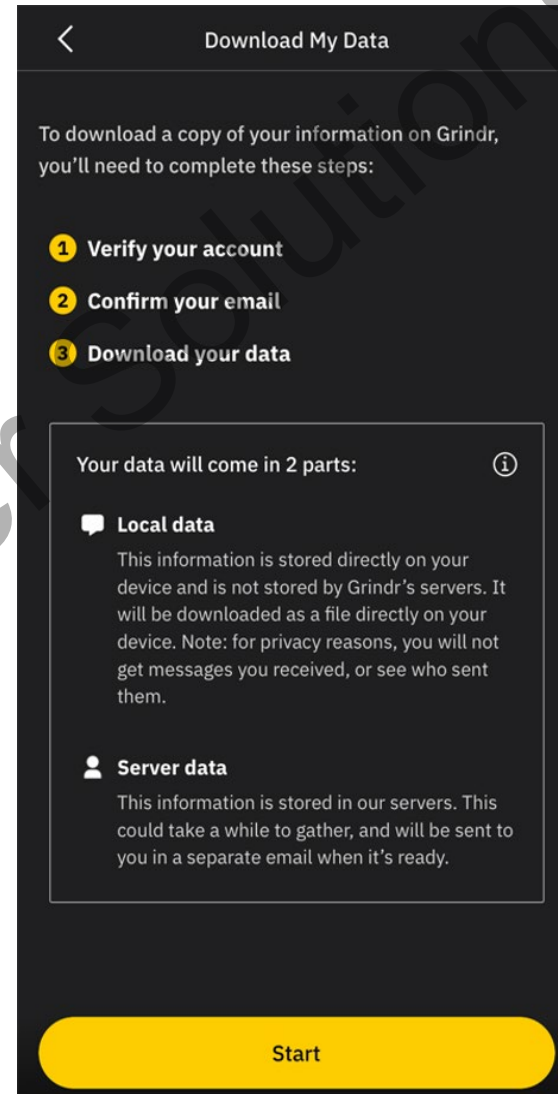 Download My Data
To download a copy of your information on Grindr,
you’ll need to complete these steps:
1 Verify your account
2 Confirm your email
3 Download your data
Your data will come in 2 parts:
Local data
This information is stored directly on your
device and is not stored by Grindr’s servers. It
will be downloaded as a file directly on your
device. Note: for privacy reasons, you will not
get messages you received, or see who sent
them.
Server data
This information is stored in our servers. This
could take a while to gather, and will be sent to
you in a separate email when it’s ready.
Start